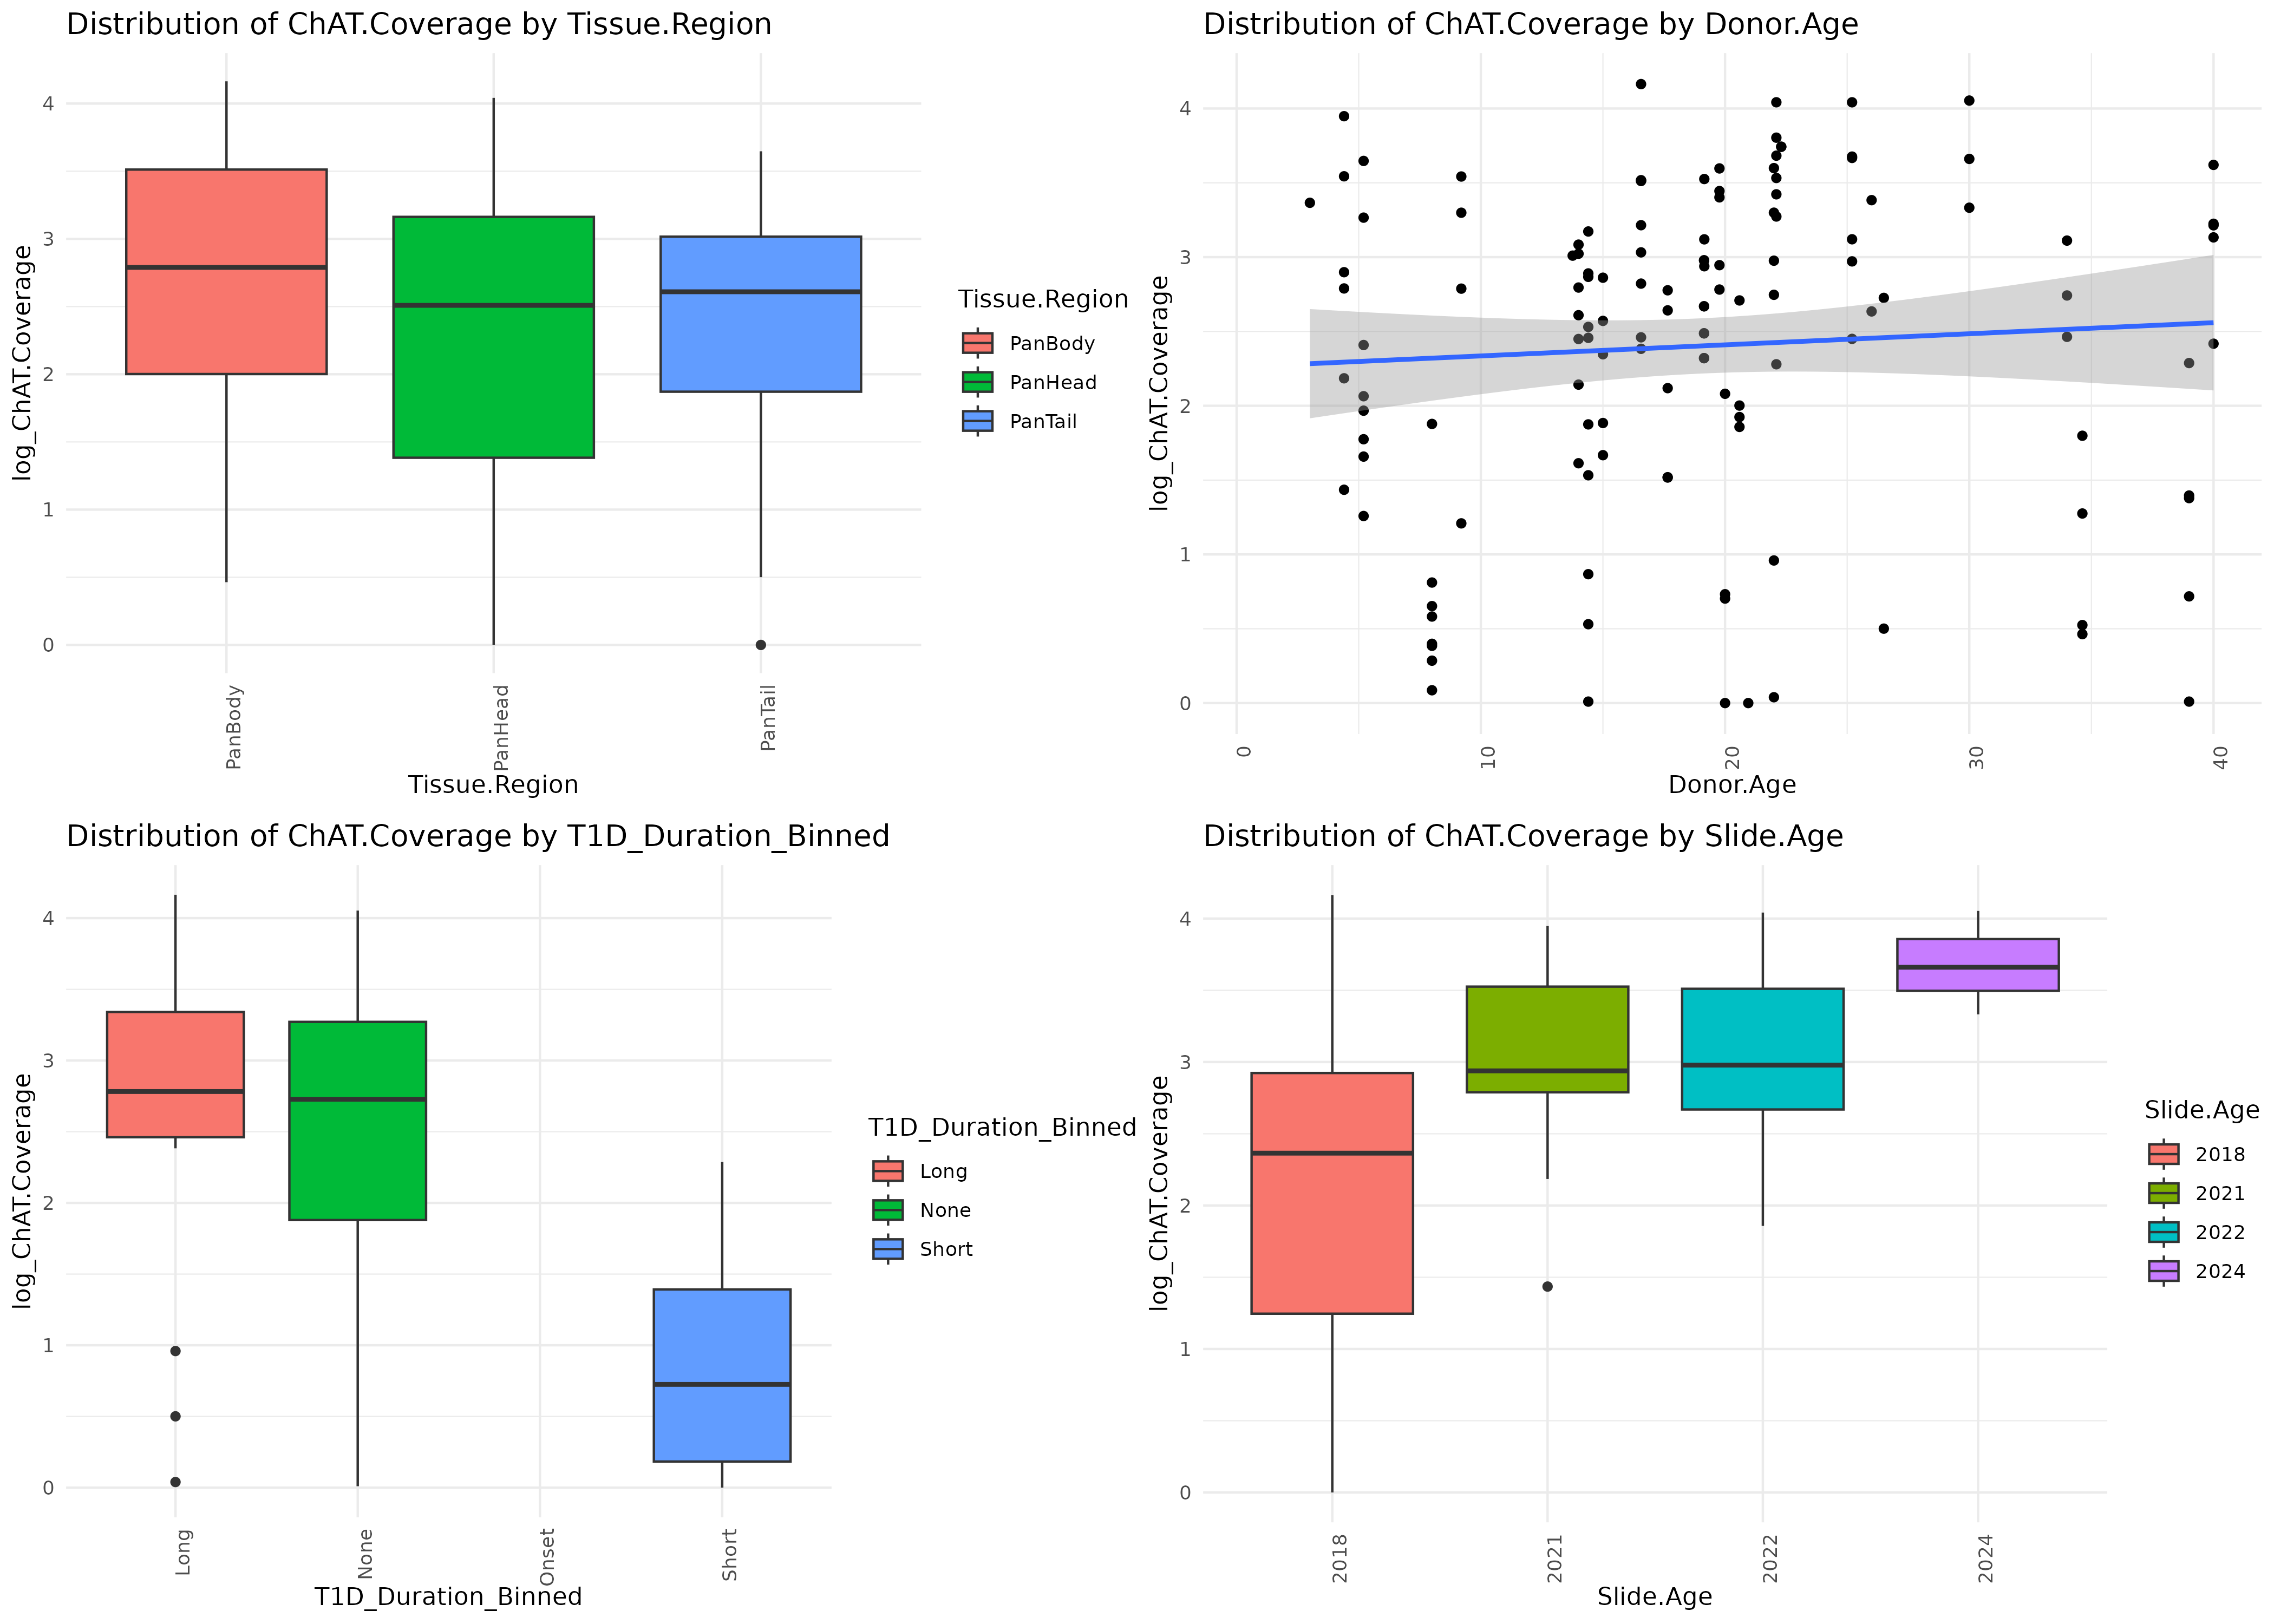 Distribution of ChAT.Coverage by Tissue.Region
log_ChAT.Coverage
4
3
2
1
0
PanBody
PanHead
PanTail
Tissue.Region
Tissue.Region
PanBody
PanHead
PanTail
Distribution of ChAT.Coverage by Donor.Age
log_ChAT.Coverage
4
3
2
1
0
0
10
20
30
40
Donor.Age
Distribution of ChAT.Coverage by T1D_Duration_Binned
log_ChAT.Coverage
4
3
2
1
0
Long
None
Onset
Short
T1D_Duration_Binned
T1D_Duration_Binned
Long
None
Short
Distribution of ChAT.Coverage by Slide.Age
log_ChAT.Coverage
4
3
2
1
0
2018
2021
2022
2024
Slide.Age
Slide.Age
2018
2021
2022
2024